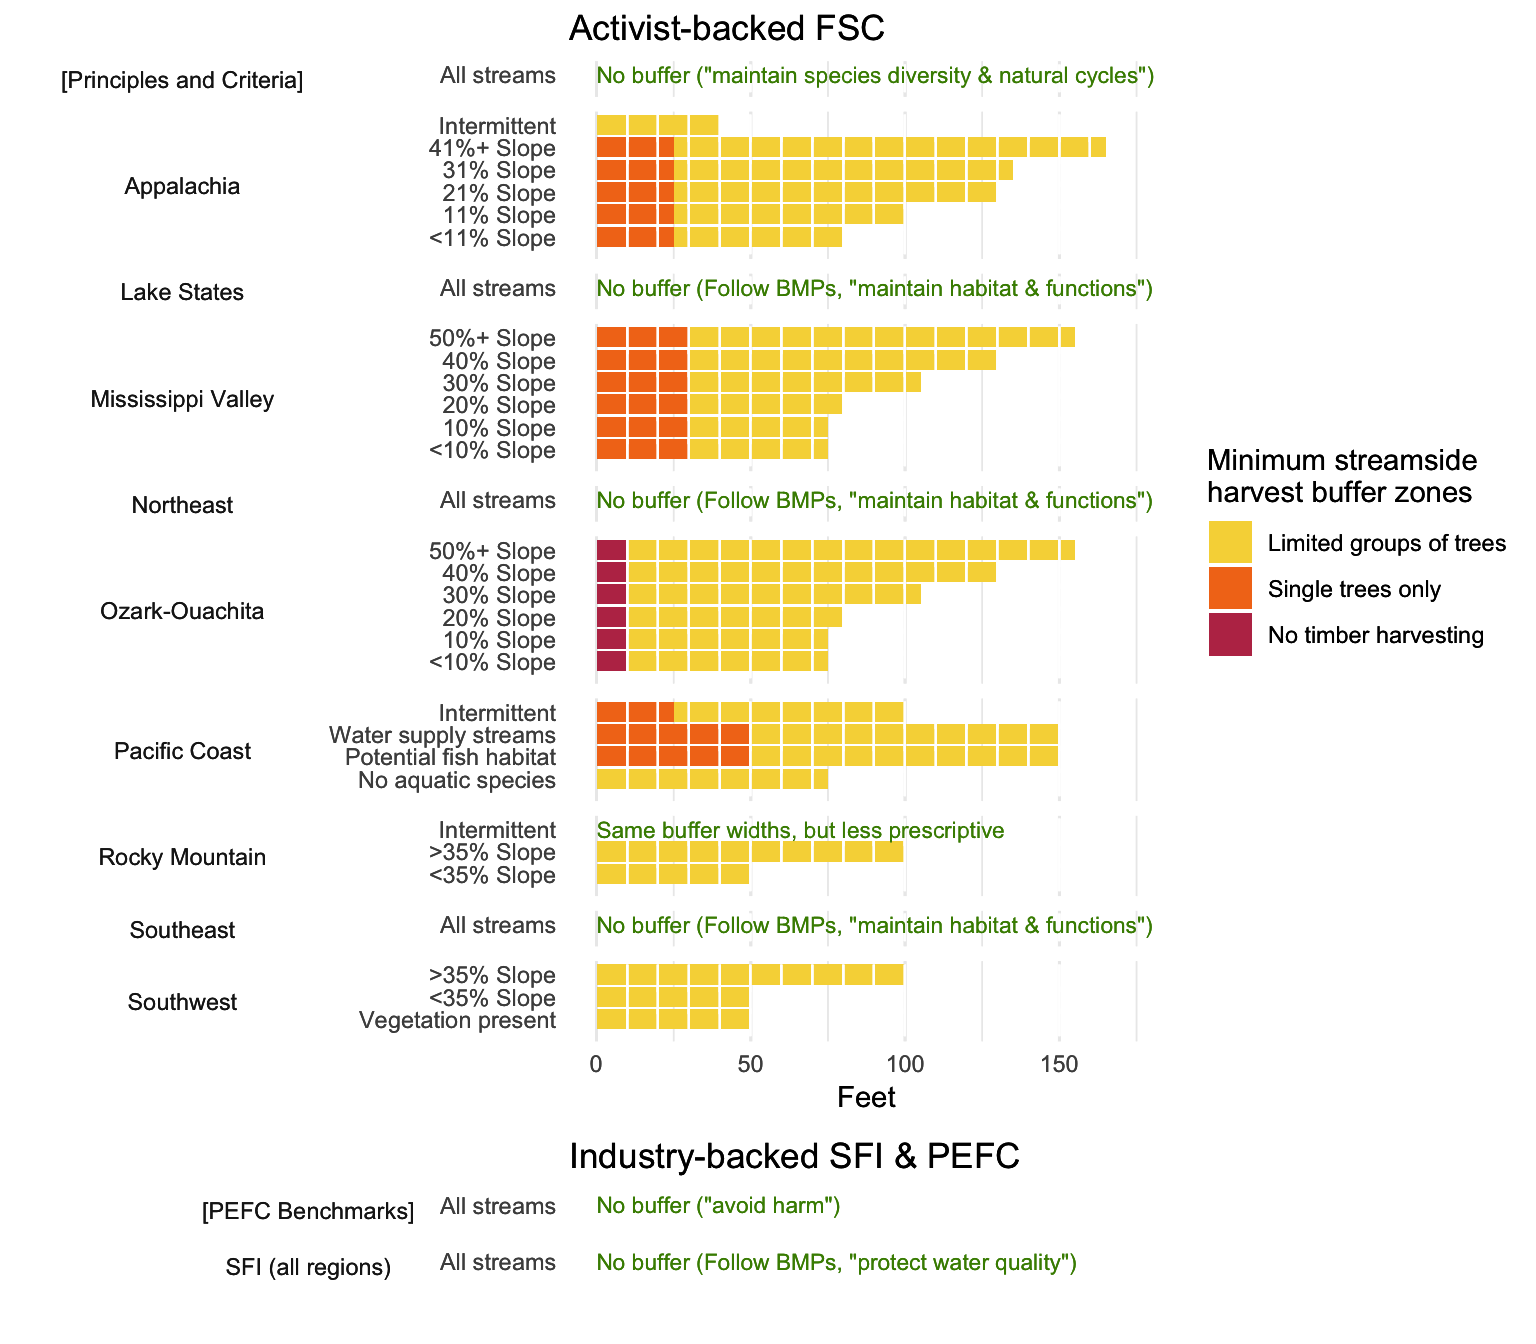 Activist-backed FSC
[Principles and Criteria]
All streams
No buffer ("maintain species diversity & natural cycles")
Appalachia
Intermittent
41%+ Slope
31% Slope
21% Slope
11% Slope
<11% Slope
Lake States
All streams
No buffer (Follow BMPs, "maintain habitat & functions")
Mississippi Valley
50%+ Slope
40% Slope
30% Slope
20% Slope
10% Slope
<10% Slope
Northeast
All streams
No buffer (Follow BMPs, "maintain habitat & functions")
Ozark-Ouachita
50%+ Slope
40% Slope
30% Slope
20% Slope
10% Slope
<10% Slope
Pacific Coast
Intermittent
Water supply streams
Potential fish habitat
No aquatic species
Rocky Mountain
Intermittent
Same buffer widths, but less prescriptive
>35% Slope
<35% Slope
Southeast
All streams
No buffer (Follow BMPs, "maintain habitat & functions")
Southwest
>35% Slope
<35% Slope
Vegetation present
0
50
100
150
Feet
Minimum streamside
harvest buffer zones
Limited groups of trees
Single trees only
No timber harvesting
Industry-backed SFI & PEFC
[PEFC Benchmarks]
All streams
No buffer ("avoid harm")
SFI (all regions)
All streams
No buffer (Follow BMPs, "protect water quality")